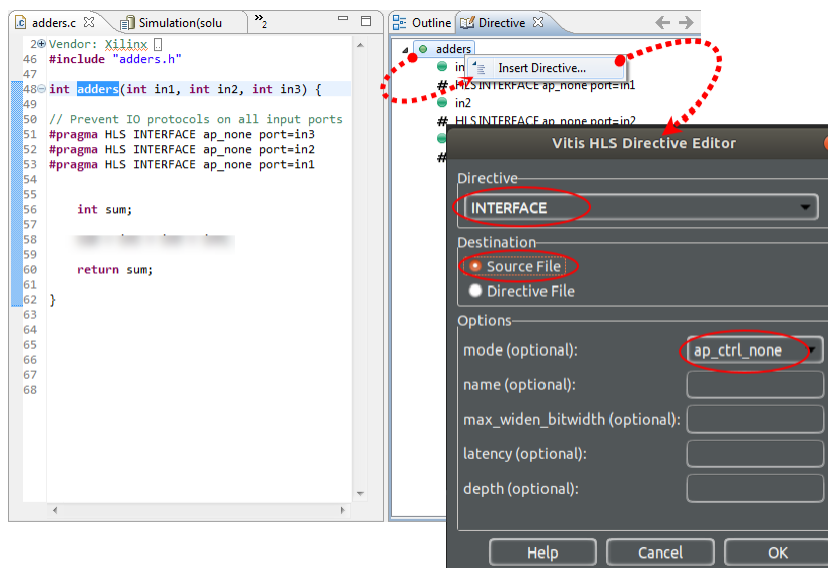 adders.c
Simulation(solu
2
Outline
Directive
2 Vendor: Xilinx
46 #include "adders.h"
47
48 int adders(int in1, int in2, int in3) {
49
50 // Prevent IO protocols on all input ports
51 #pragma HLS INTERFACE ap_none port=in3
52 #pragma HLS INTERFACE ap_none port=in2
53 #pragma HLS INTERFACE ap_none port=in1
54
55
56 int sum;
57
58
59
60 return sum;
61
62 }
63
64
65
66
67
68
adders
Insert Directive...
# HLS INTERFACE ap_none port=in1
in2
# HLS INTERFACE ap_none port=in2
#
Vitis HLS Directive Editor
Directive
INTERFACE
Destination
Source File
Directive File
Options
mode (optional):
ap_ctrl_none
name (optional):
max_widen_bitwidth (optional):
latency (optional):
depth (optional):
Help
Cancel
OK